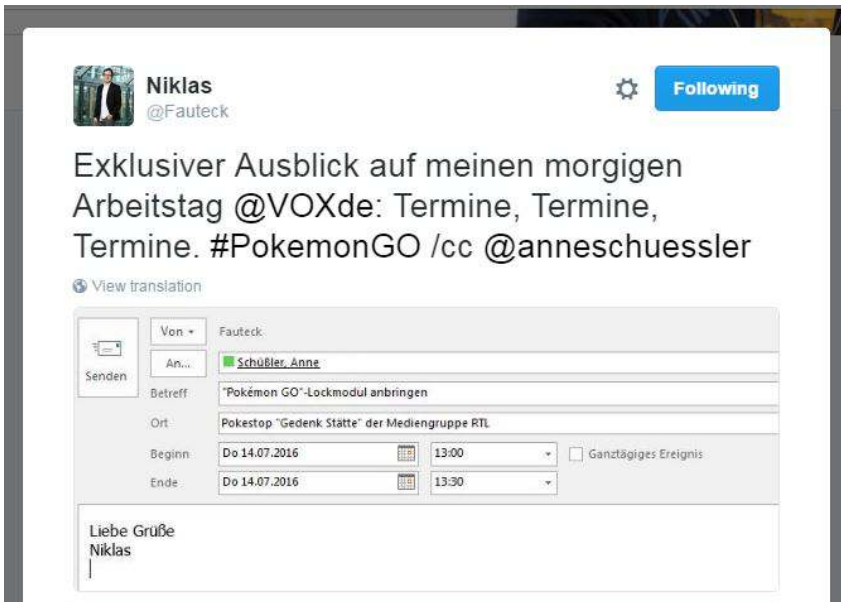 Niklas
@Fauteck
Following
Exklusiver Ausblick auf meinen morgigen
Arbeitstag @VOXde: Termine, Termine,
Termine. #PokemonGO /cc @anneschuessler
View translation
Senden
Von
Fauteck
An...
Schüßler, Anne
Betreff
"Pokémon GO"-Lockmodul anbringen
Ort
Pokestop "Gedenk Stätte" der Mediengruppe RTL
Beginn
Do 14.07.2016
13:00
Ganztägiges Ereignis
Ende
Do 14.07.2016
13:30
Liebe Grüße
Niklas